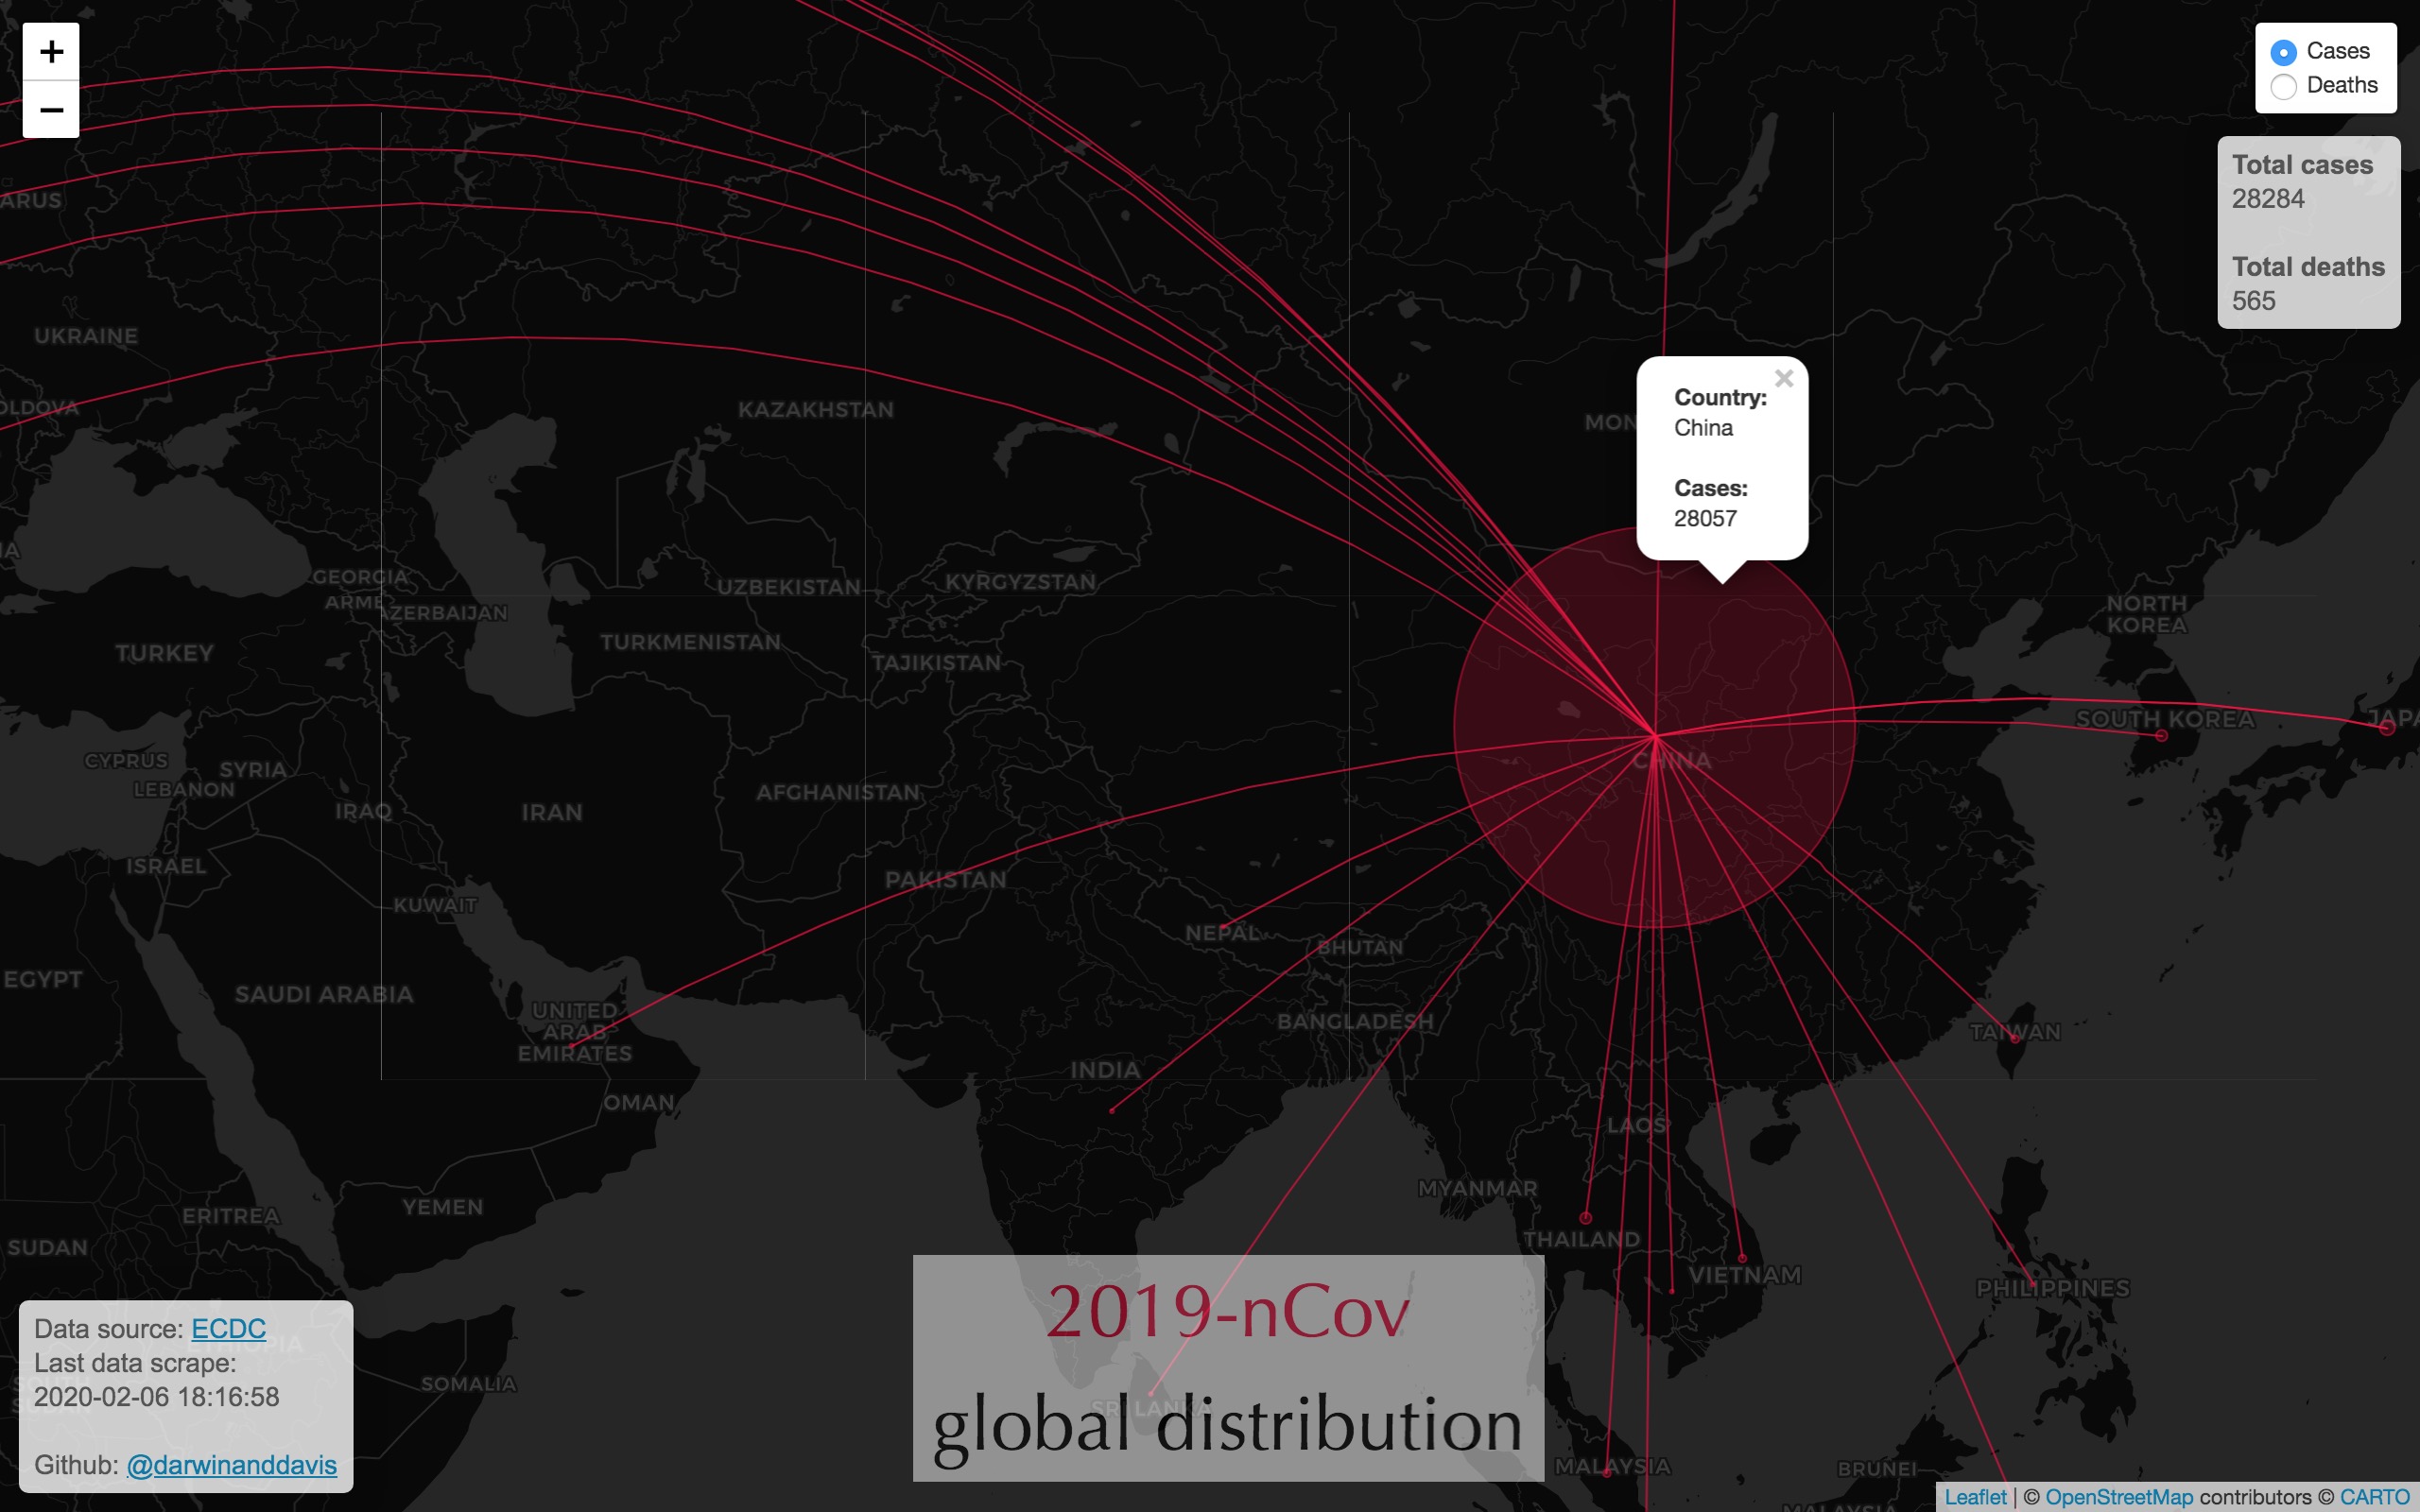 +
−
Cases
Deaths
Total cases
28284
Total deaths
565
ARUS
UKRAINE
OLDOVA
KAZAKHSTAN
MON
×
Country:
China
Cases:
28057
GEORGIA
ARME
AZERBAIJAN
UZBEKISTAN
KYRGYZSTAN
NORTH
KOREA
TURKEY
TURKMENISTAN
TAJIKISTAN
SOUTH KOREA
JAPA
CYPRUS
SYRIA
LEBANON
IRAQ
IRAN
AFGHANISTAN
CHINA
ISRAEL
KUWAIT
PAKISTAN
NEPAL
BHUTAN
EGYPT
SAUDI ARABIA
UNITED
ARAB
EMIRATES
BANGLADESH
TAIWAN
INDIA
OMAN
LAOS
MYANMAR
YEMEN
ERITREA
SUDAN
THAILAND
VIETNAM
PHILIPPINES
2019-nCov
global distribution
SRI LANKA
Data source: ECDC
ETHIOPIA
Last data scrape:
2020-02-06 18:16:58
SOUTH
SUDAN
Github: @darwinanddavis
SOMALIA
MALAYSIA
BRUNEI
MALAYSIA
Leaflet | © OpenStreetMap contributors © CARTO